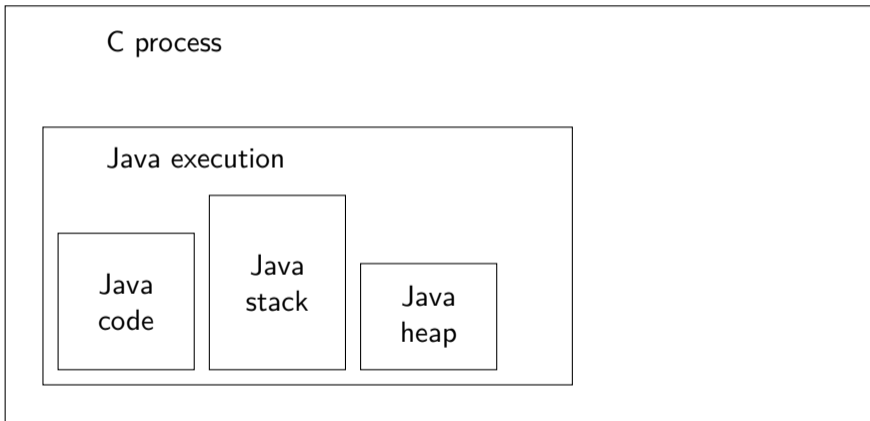 C process
Java execution
Java
code
Java
stack
Java
heap